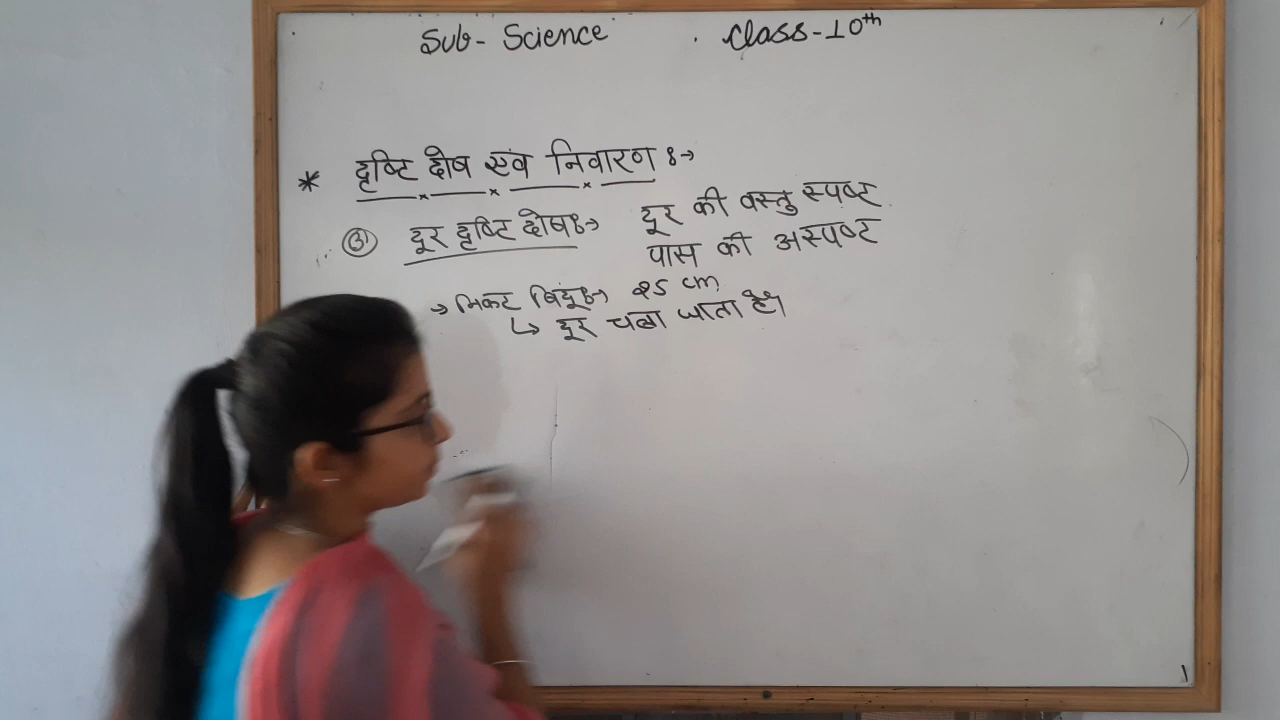 Sub- Science . Class-10th
* दृष्टि दोष एवं निवारण :→
(3) दूर दृष्टि दोष:→ दूर की वस्तु स्पष्ट
पास की अस्पष्ट
→ निकट बिंदू:→ 25 cm
↳ दूर चला जाता है।